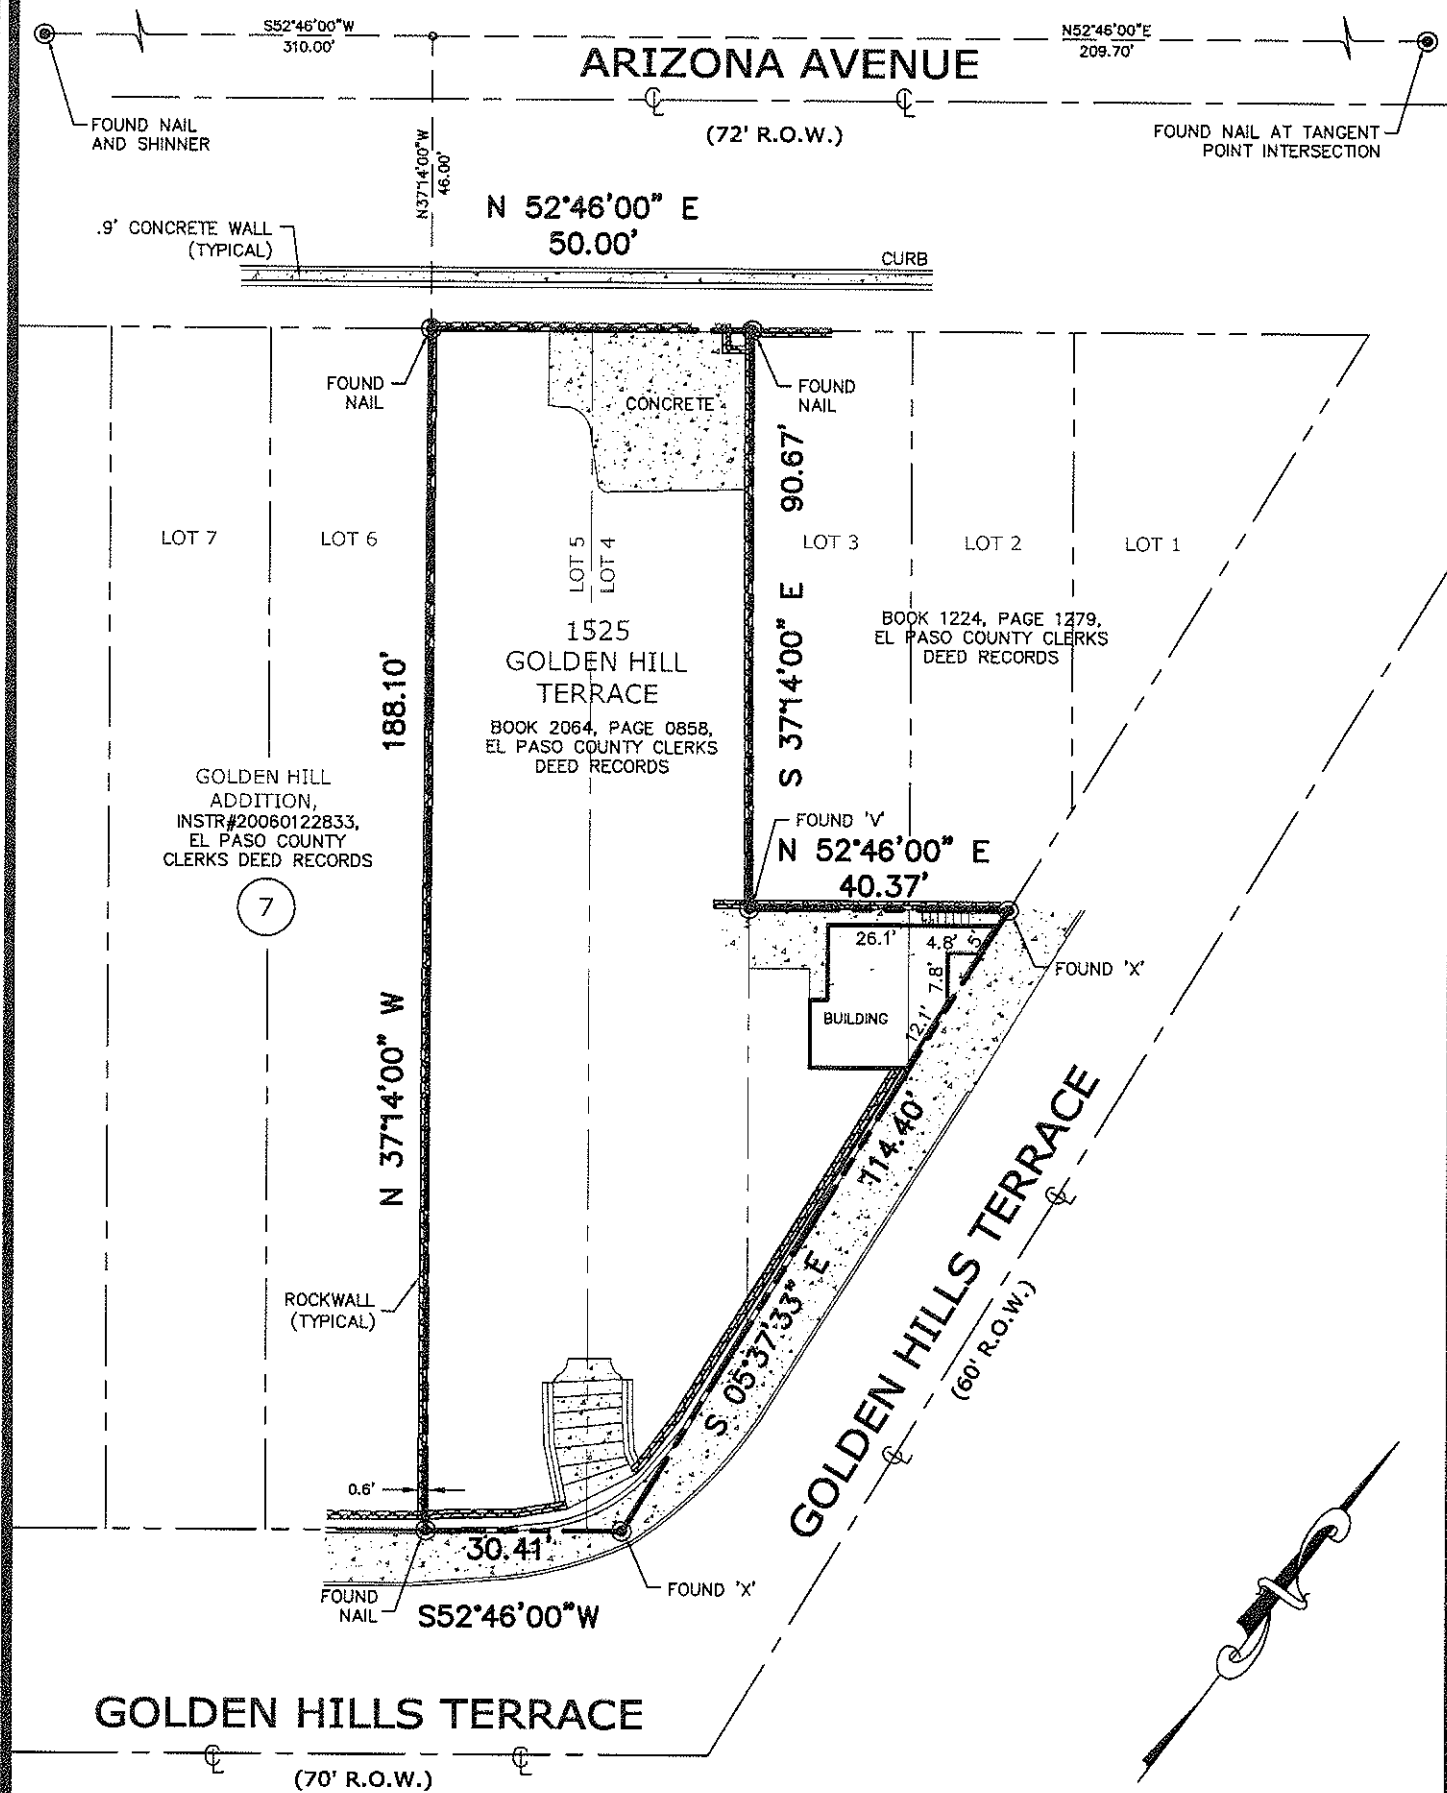 S52°46'00"W
310.00'
N52°46'00"E
209.70'
ARIZONA AVENUE
(72' R.O.W.)
FOUND NAIL
AND SHINNER
FOUND NAIL AT TANGENT
POINT INTERSECTION
N37°14'00"W
46.00'
N 52°46'00" E
50.00'
.9' CONCRETE WALL
(TYPICAL)
CURB
FOUND
NAIL
FOUND
NAIL
CONCRETE
S 37°14'00" E 90.67'
LOT 7
LOT 6
LOT 5
LOT 4
LOT 3
LOT 2
LOT 1
1525
GOLDEN HILL
TERRACE
BOOK 2064, PAGE 0858,
EL PASO COUNTY CLERKS
DEED RECORDS
BOOK 1224, PAGE 1279,
EL PASO COUNTY CLERKS
DEED RECORDS
N 37°14'00" W 188.10'
GOLDEN HILL
ADDITION,
INSTR#20060122833,
EL PASO COUNTY
CLERKS DEED RECORDS
7
FOUND 'V'
N 52°46'00" E
40.37'
26.1'
4.8'
5'
7.8'
12.1'
BUILDING
FOUND 'X'
S 05°37'33" E 114.40'
GOLDEN HILLS TERRACE
(60' R.O.W.)
ROCKWALL
(TYPICAL)
0.6'
30.41'
FOUND
NAIL
S52°46'00"W
FOUND 'X'
GOLDEN HILLS TERRACE
(70' R.O.W.)